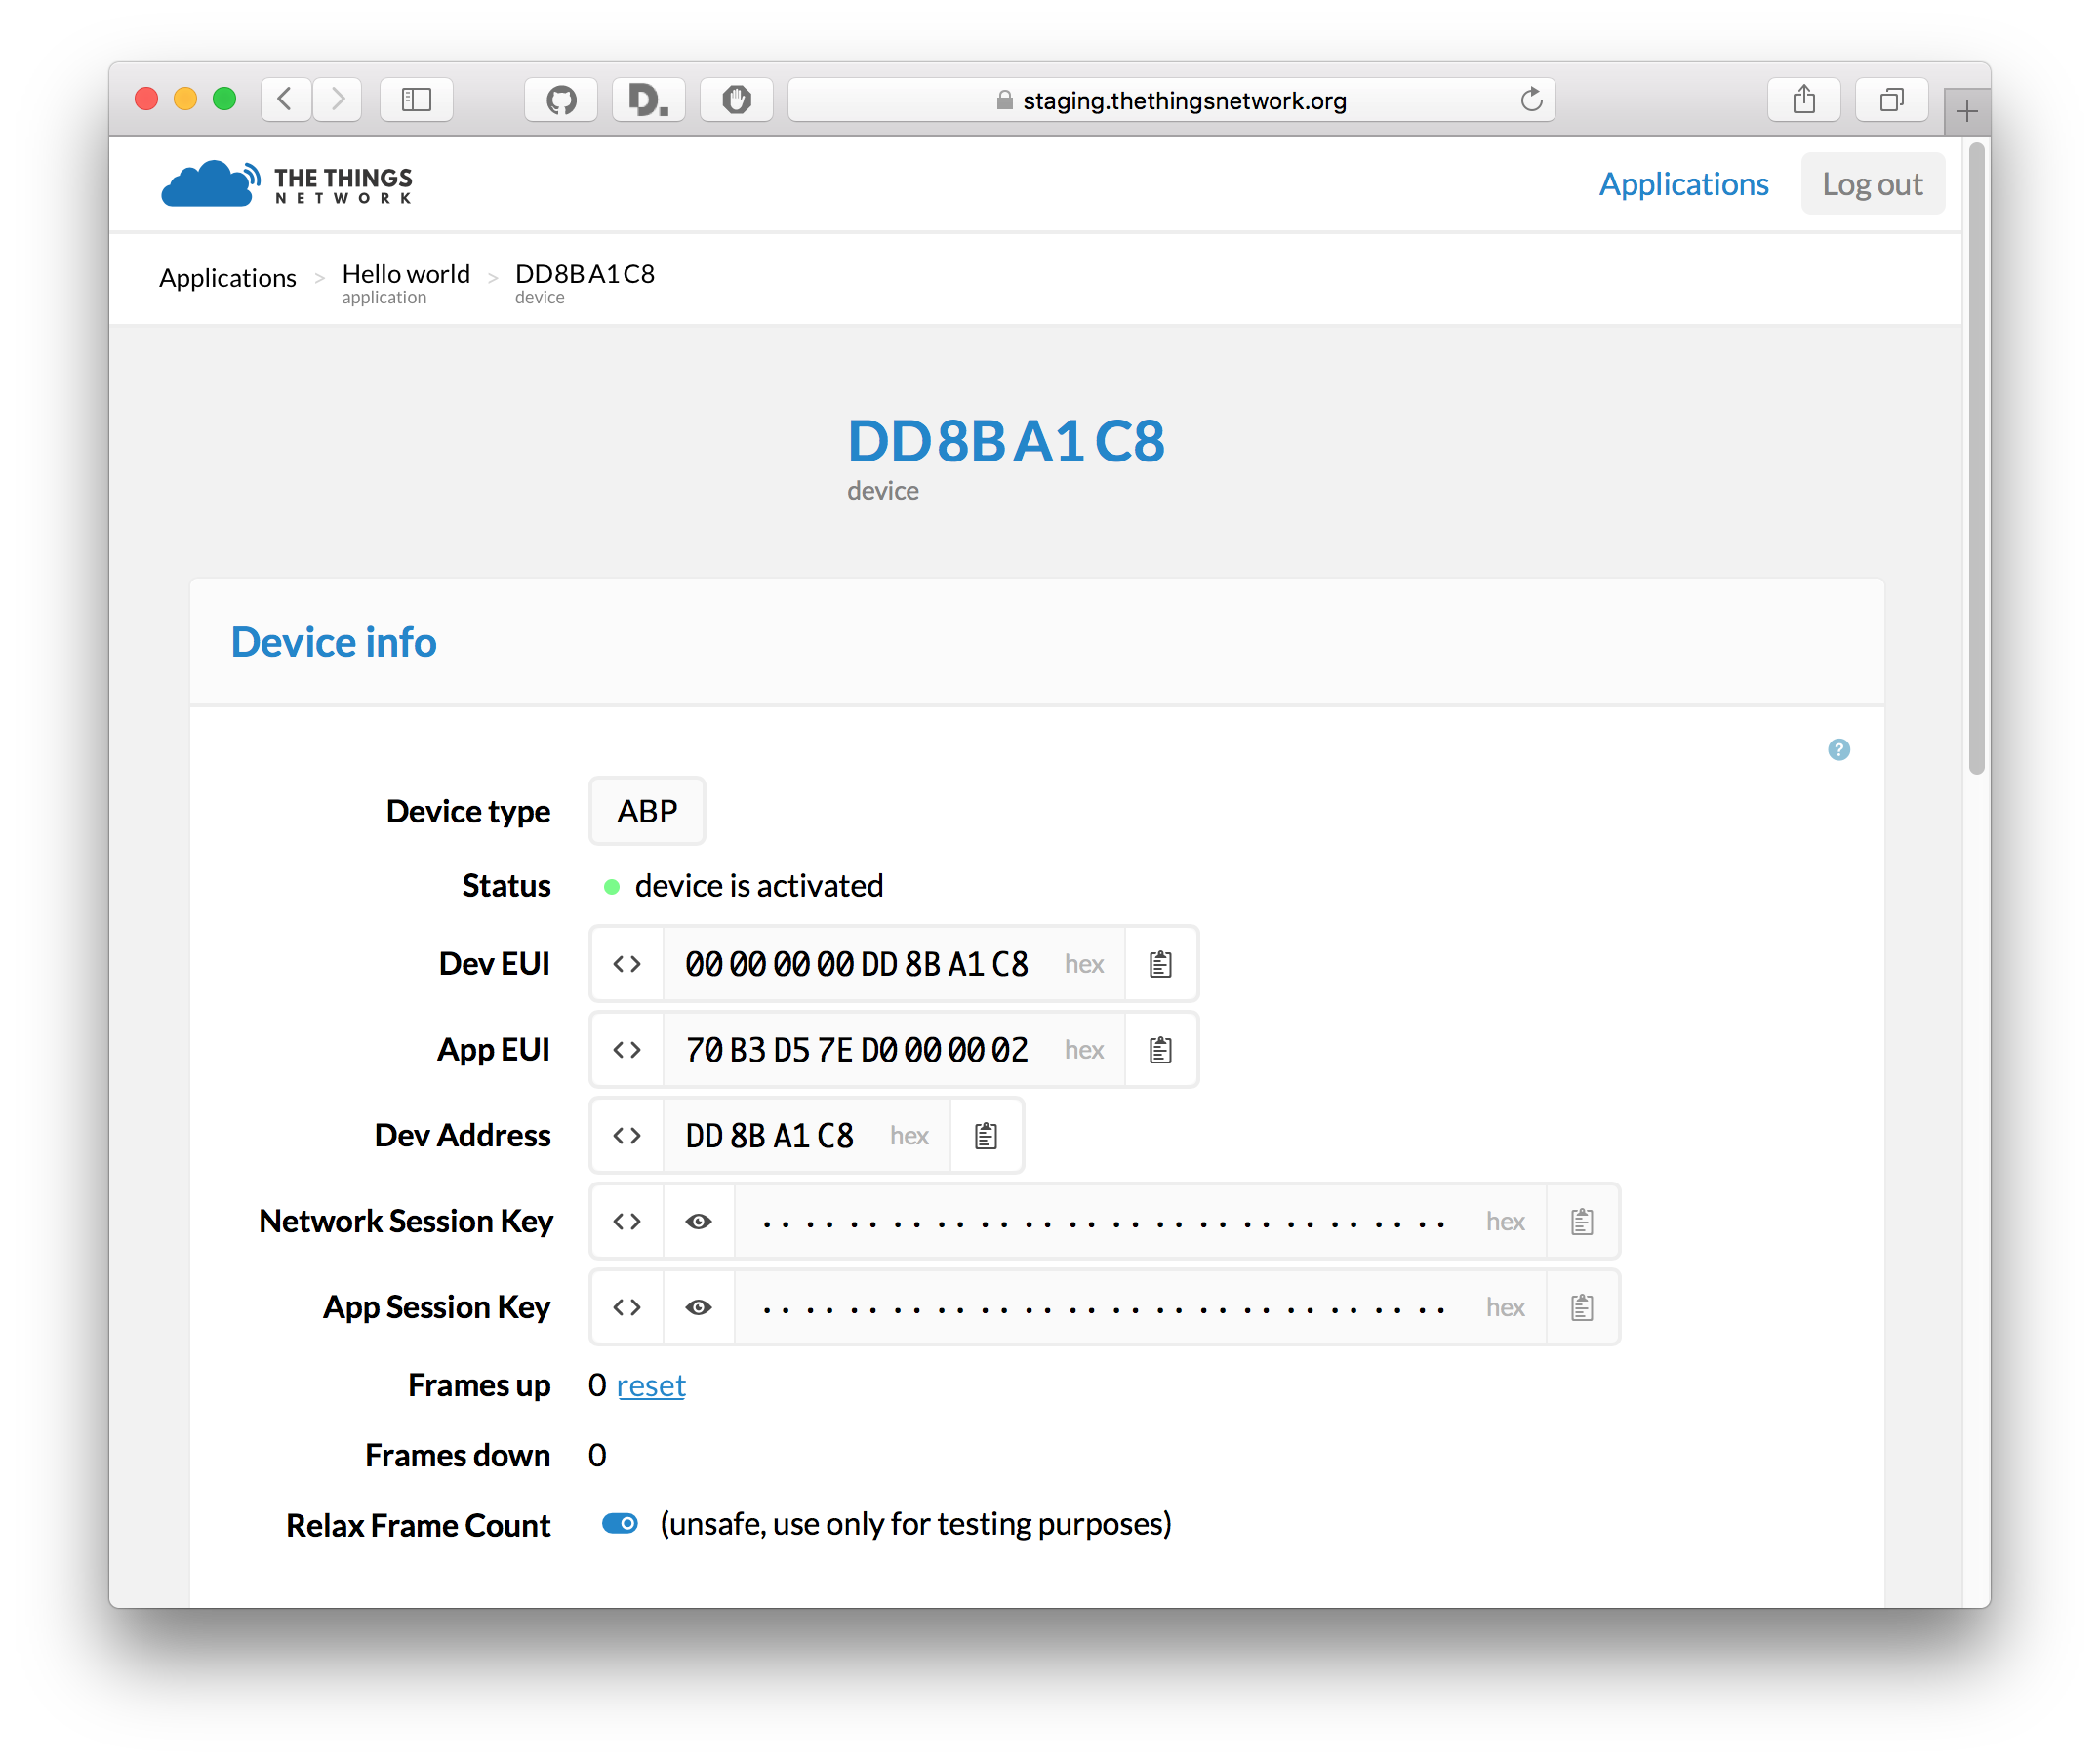 D.
staging.thethingsnetwork.org
THE THINGS
NETWORK
Applications
Log out
Applications > Hello world > DD8BA1C8
application
device
DD 8B A1 C8
device
Device info
?
Device type ABP
Status device is activated
Dev EUI <> 00 00 00 00 DD 8B A1 C8 hex
App EUI <> 70 B3 D5 7E D0 00 00 02 hex
Dev Address <> DD 8B A1 C8 hex
Network Session Key <> ................................ hex
App Session Key <> ................................ hex
Frames up 0 reset
Frames down 0
Relax Frame Count (unsafe, use only for testing purposes)